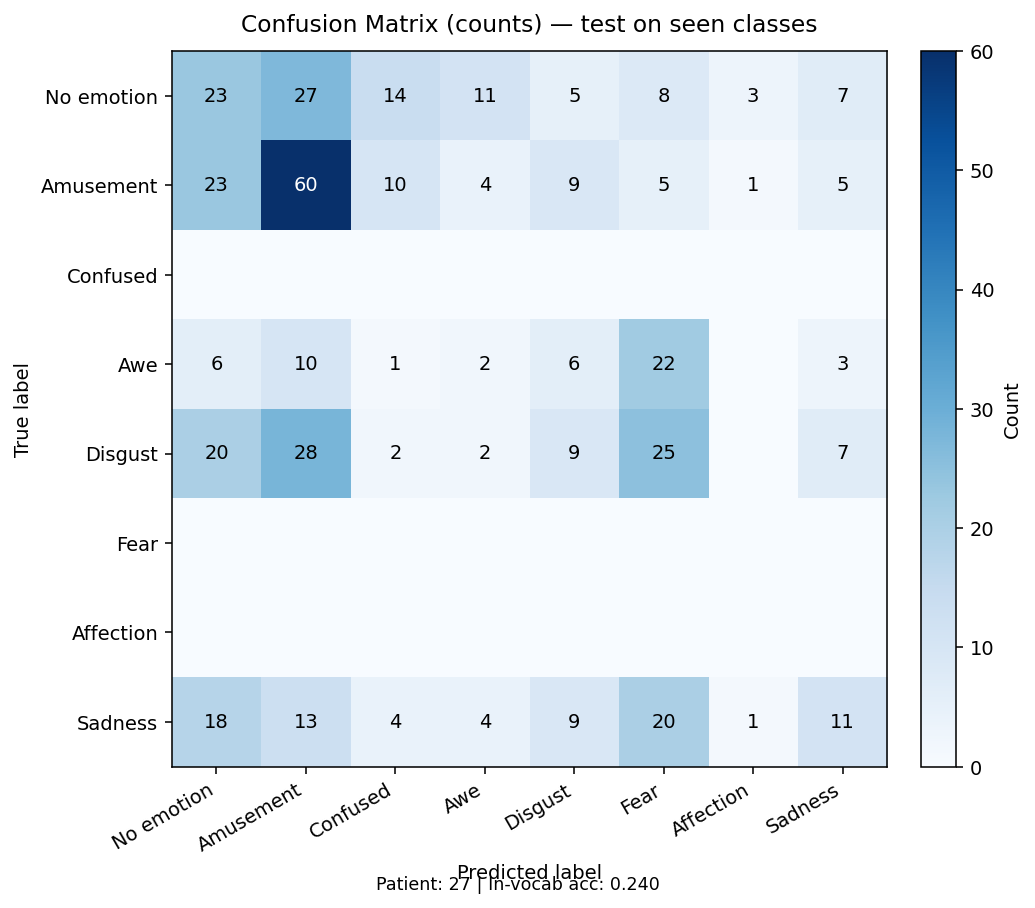 Confusion Matrix (counts) — test on seen classes
No emotion 23 27 14 11 5 8 3 7
Amusement 23 60 10 4 9 5 1 5
Confused
Awe 6 10 1 2 6 22 3
Disgust 20 28 2 2 9 25 7
Fear
Affection
Sadness 18 13 4 4 9 20 1 11
True label
No emotion Amusement Confused Awe Disgust Fear Affection Sadness
Predicted label
Patient: 27 | In-vocab acc: 0.240
60
50
40
30
20
10
0
Count